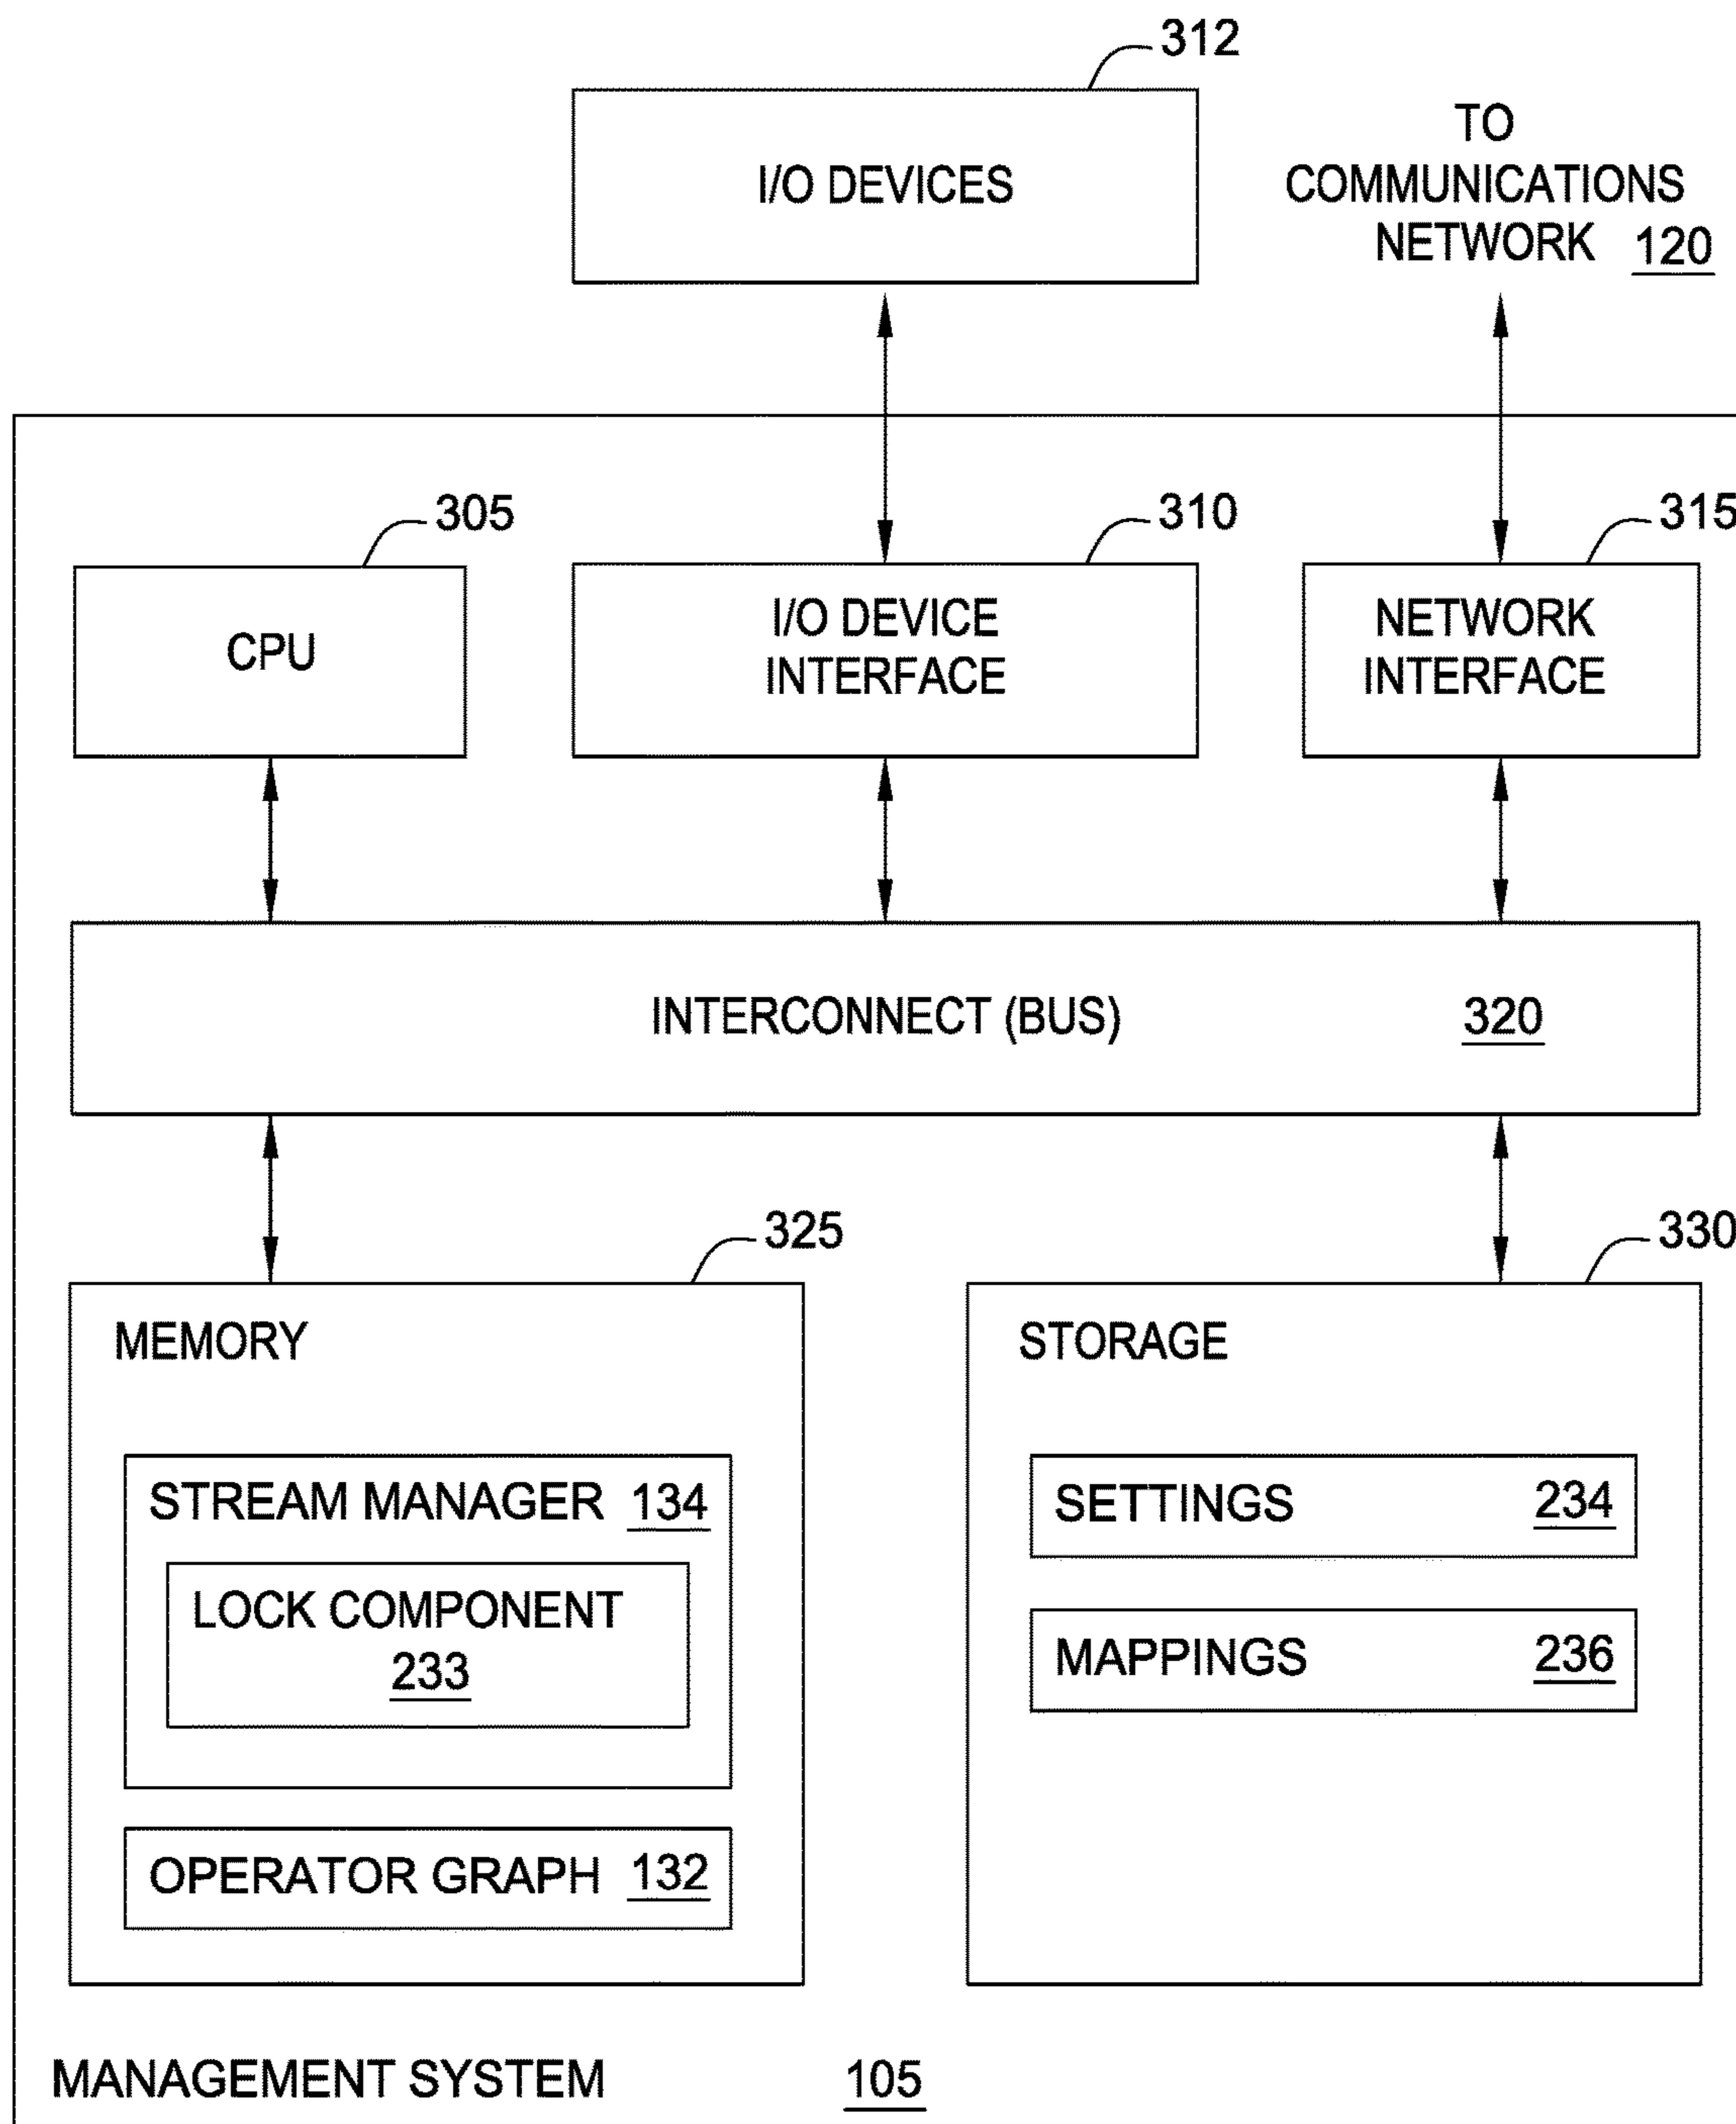 312
I/O DEVICES
TO
COMMUNICATIONS
NETWORK 120
305
310
315
CPU
I/O DEVICE
INTERFACE
NETWORK
INTERFACE
INTERCONNECT (BUS) 320
325
330
MEMORY
STREAM MANAGER 134
LOCK COMPONENT
233
OPERATOR GRAPH 132
STORAGE
SETTINGS 234
MAPPINGS 236
MANAGEMENT SYSTEM 105